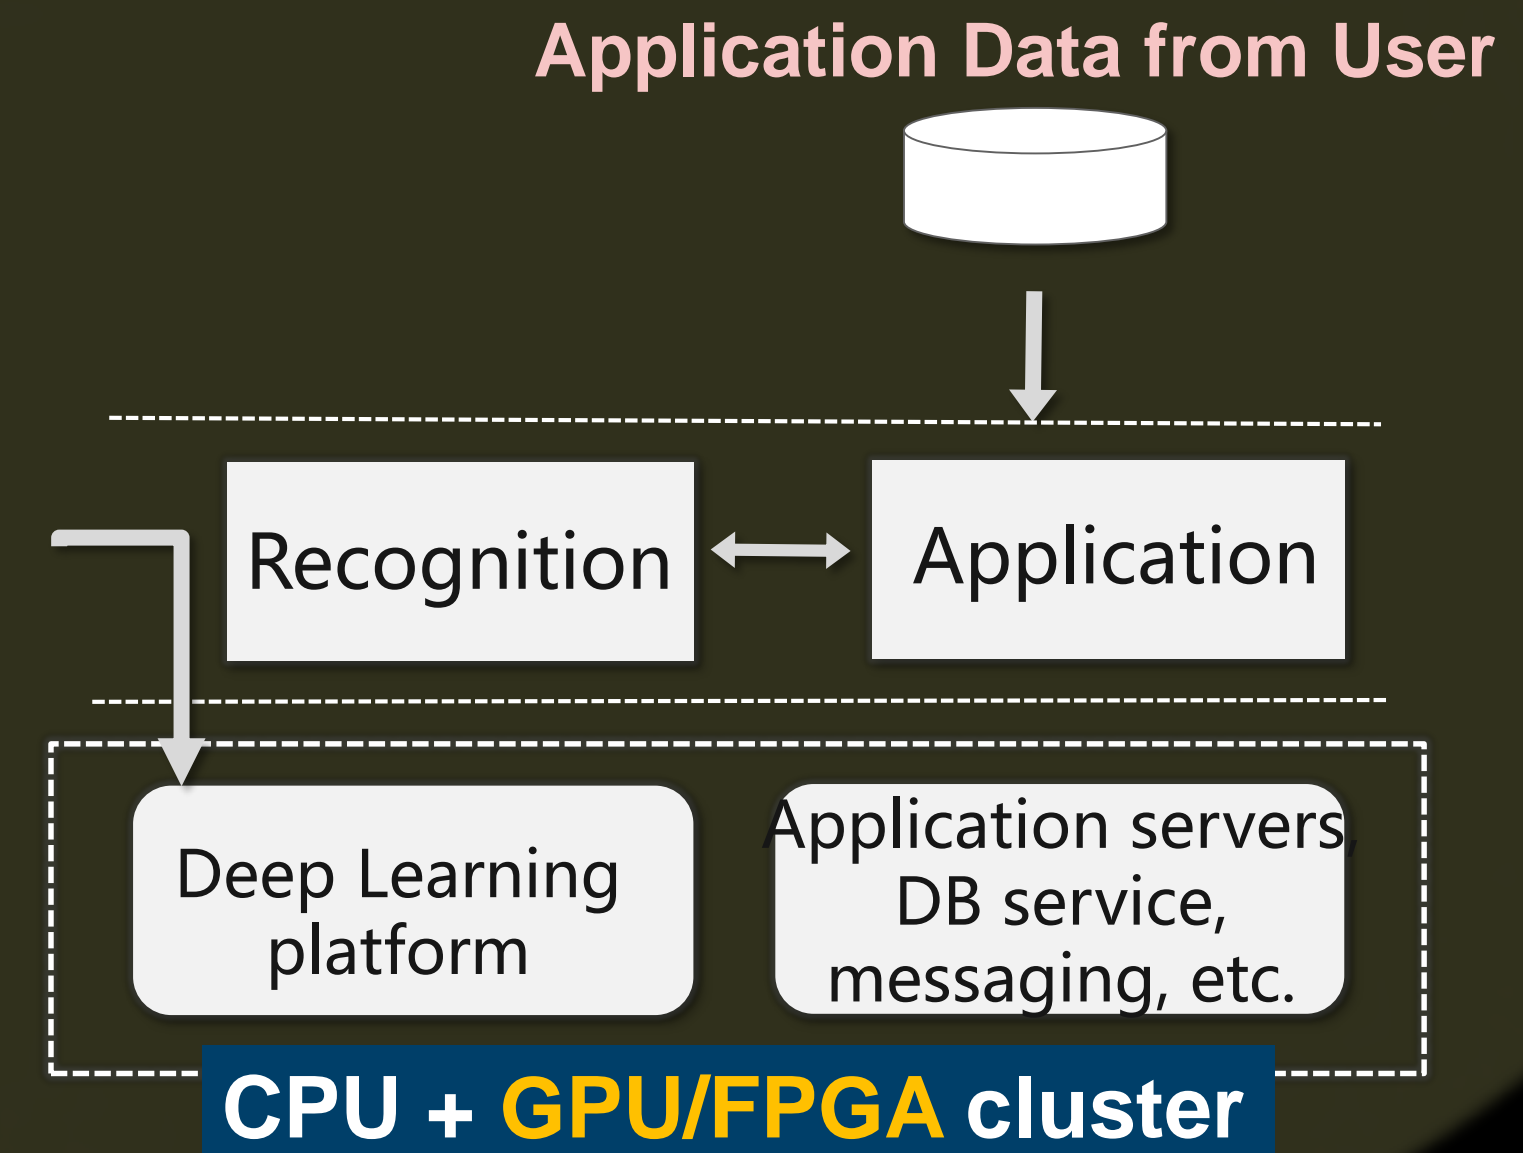 Application Data from User
Recognition
Application
Deep Learning
platform
Application servers,
DB service,
messaging, etc.
CPU + GPU/FPGA cluster